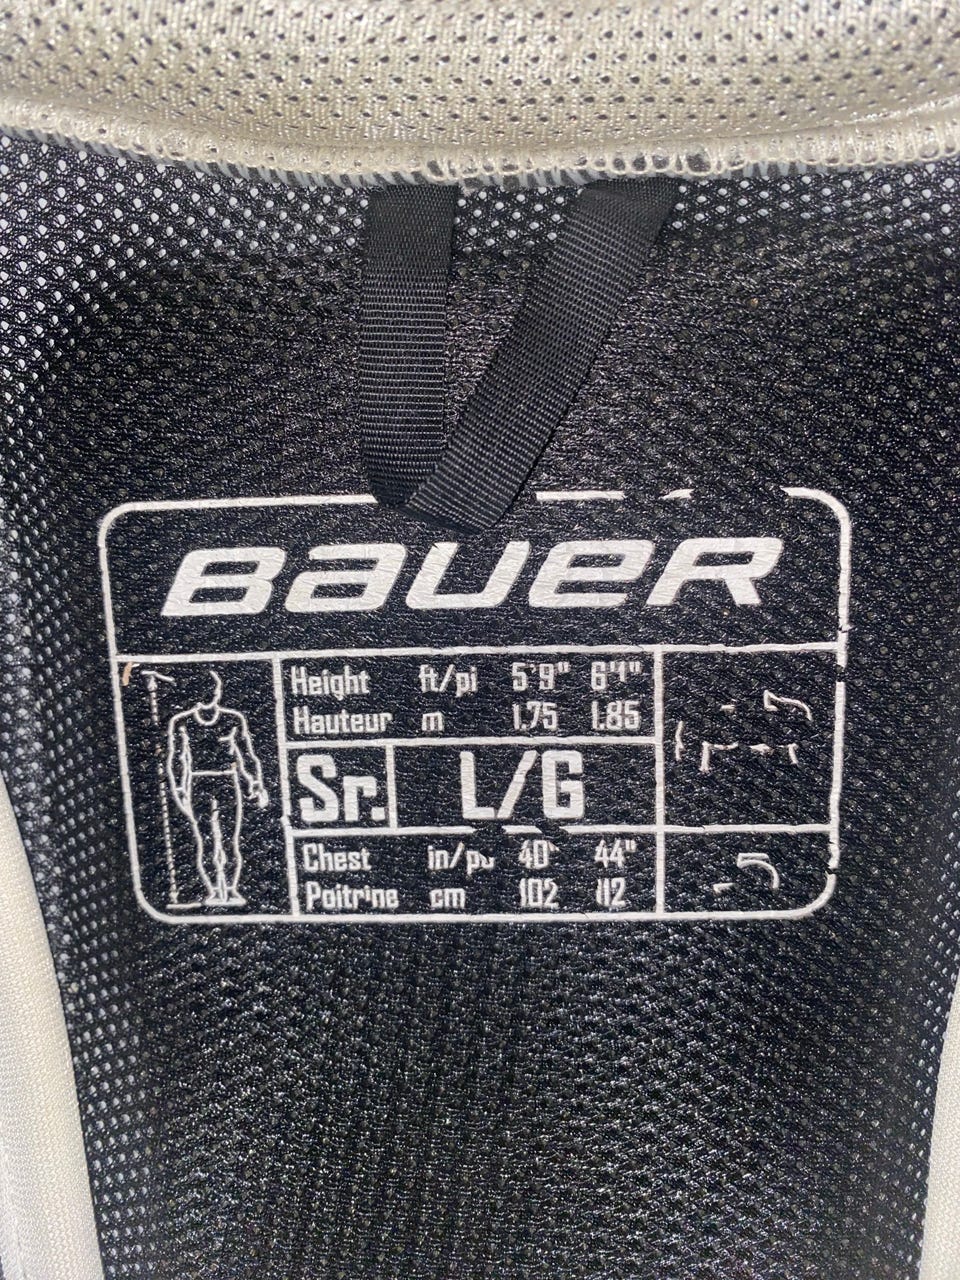 BaUeR
Height ft/pi 5'9" 6'1"
Hauteur m 1.75 1.85
Sr. L/G
Chest in/po 40" 44"
Poitrine cm 102 112